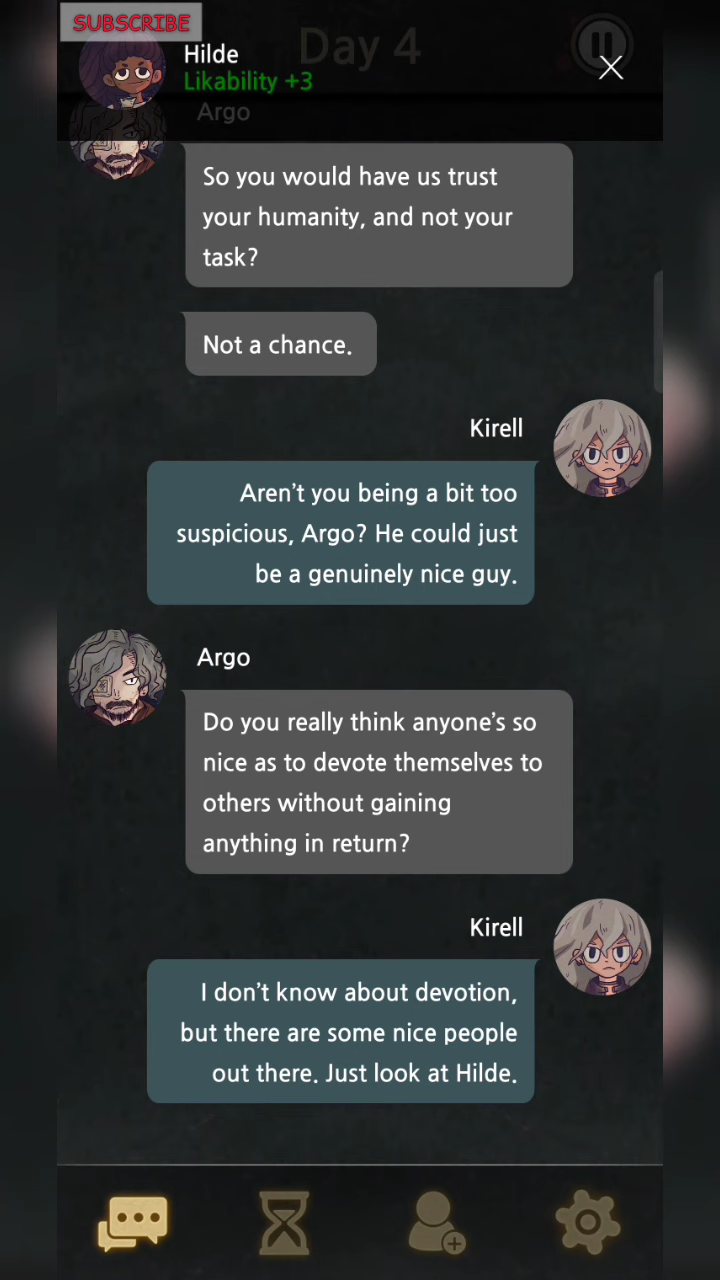 SUBSCRIBE
Day 4
Hilde
Likability +3
Argo
So you would have us trust
your humanity, and not your
task?
Not a chance.
Kirell
Aren't you being a bit too
suspicious, Argo? He could just
be a genuinely nice guy.
Argo
Do you really think anyone's so
nice as to devote themselves to
others without gaining
anything in return?
Kirell
I don't know about devotion,
but there are some nice people
out there. Just look at Hilde.